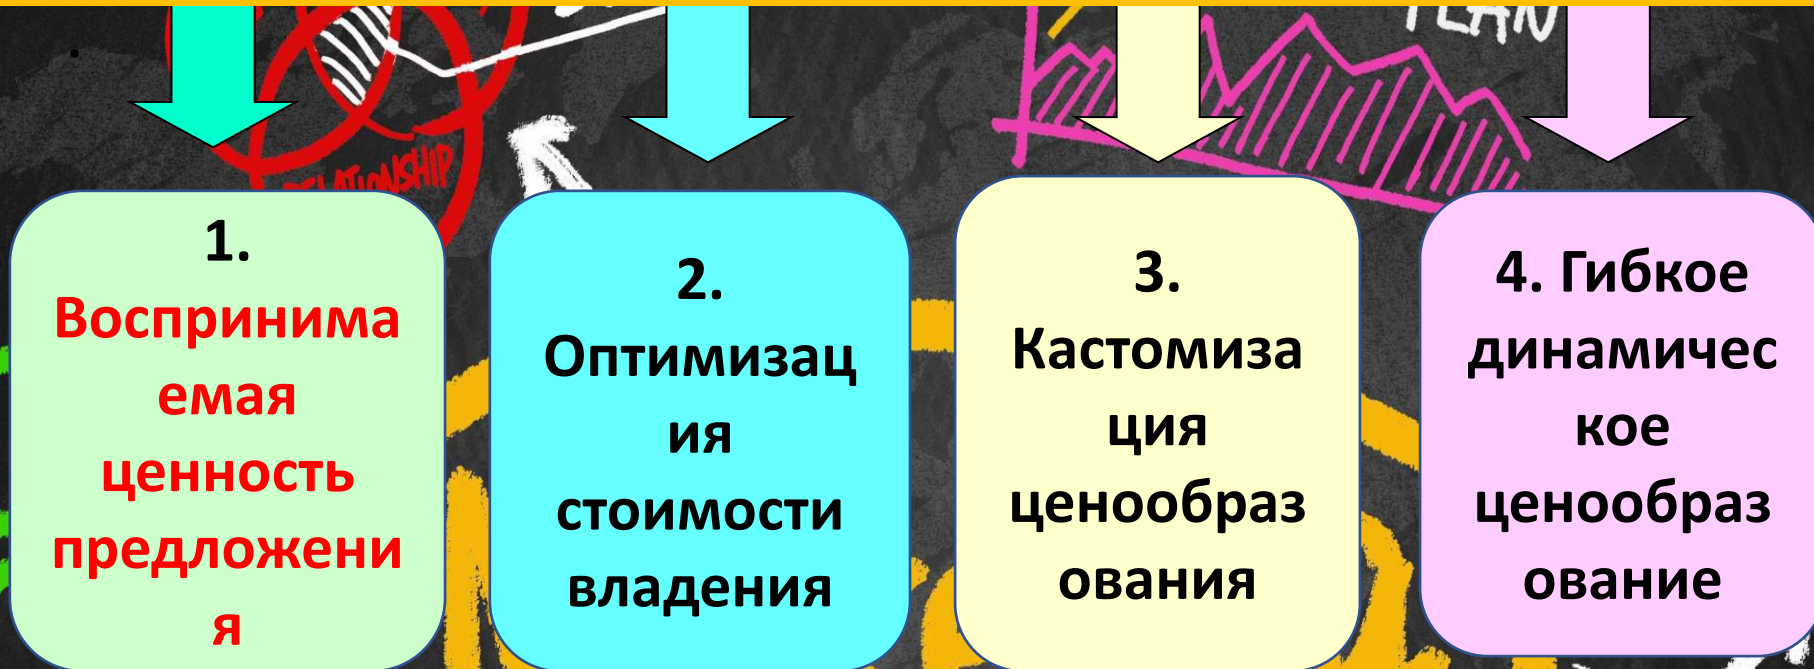 PLAN
RELATIONSHIP
1.
Воспринима
емая
ценность
предложени
я
2.
Оптимизац
ия
стоимости
владения
3.
Кастомиза
ция
ценообраз
ования
4. Гибкое
динамичес
кое
ценообраз
ование